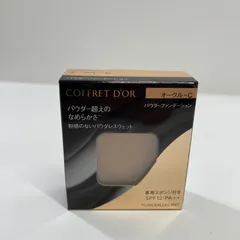 COFFRET D'OR
オークル-C
パウダーファンデーション
パウダー超えの
なめらかさ
粉感のないパウダレスウェット
専用スポンジ付き
SPF12・PA++